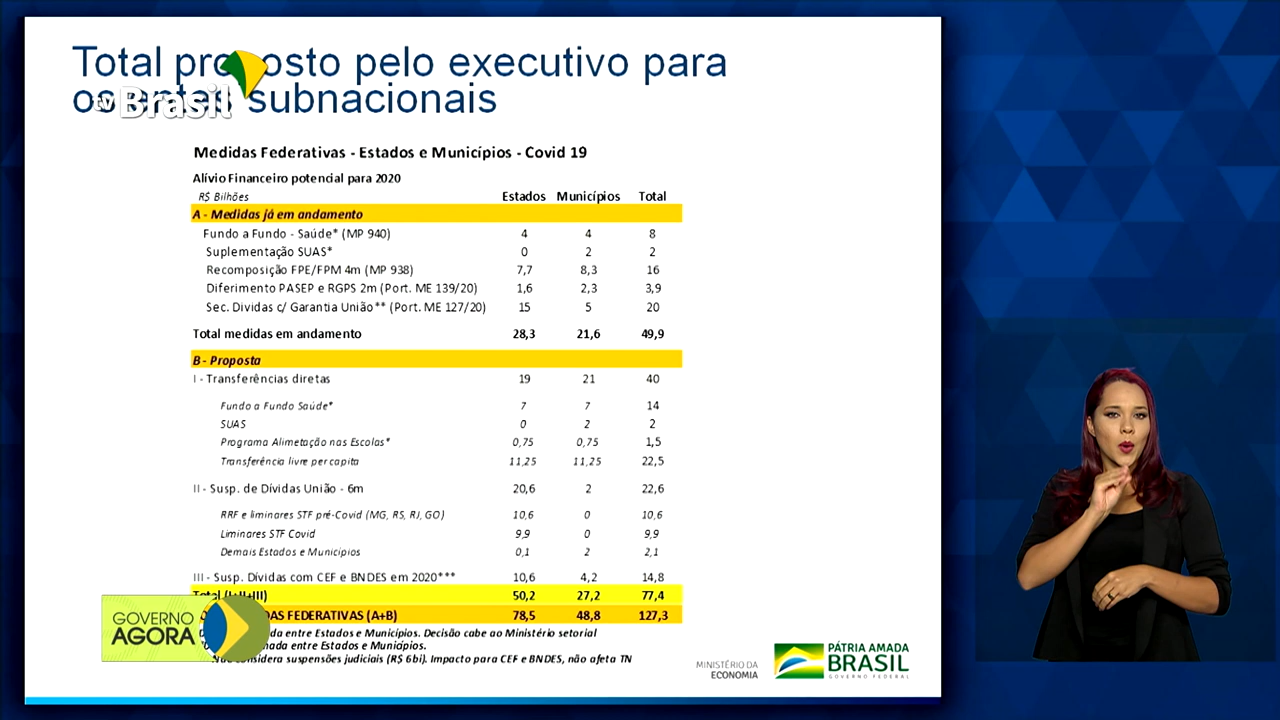 Total proposto pelo executivo para
subnacionais
tv Brasil
Medidas Federativas - Estados e Municípios - Covid 19
Alívio Financeiro potencial para 2020
R$ Bilhões Estados Municípios Total
A - Medidas já em andamento
Fundo a Fundo - Saúde* (MP 940) 4 4 8
Suplementação SUAS* 0 2 2
Recomposição FPE/FPM 4m (MP 938) 7,7 8,3 16
Diferimento PASEP e RGPS 2m (Port. ME 139/20) 1,6 2,3 3,9
Sec. Dividas c/ Garantia União** (Port. ME 127/20) 15 5 20
Total medidas em andamento 28,3 21,6 49,9
B - Proposta
I - Transferências diretas 19 21 40
Fundo a Fundo Saúde* 7 7 14
SUAS 0 2 2
Programa Alimetação nas Escolas* 0,75 0,75 1,5
Transferência livre per capita 11,25 11,25 22,5
II - Susp. de Dívidas União - 6m 20,6 2 22,6
RRF e liminares STF pré-Covid (MG, RS, RJ, GO) 10,6 0 10,6
Liminares STF Covid 9,9 0 9,9
Demais Estados e Municipios 0,1 2 2,1
III - Susp. Dívidas com CEF e BNDES em 2020*** 10,6 4,2 14,8
Total (I+II+III) 50,2 27,2 77,4
FEDERATIVAS (A+B) 78,5 48,8 127,3
entre Estados e Municípios. Decisão cabe ao Ministério setorial
entre Estados e Municípios.
considera suspensões judiciais (R$ 6bi). Impacto para CEF e BNDES, não afeta TN
GOVERNO
AGORA
MINISTÉRIO DA
ECONOMIA
PÁTRIA AMADA
BRASIL
GOVERNO FEDERAL